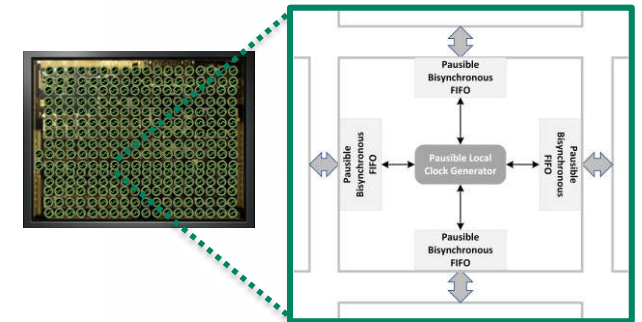 Pausible
Bisynchronous
FIFO
Pausible
Bisynchronous
FIFO
Pausible Local
Clock Generator
Pausible
Bisynchronous
FIFO
Pausible
Bisynchronous
FIFO